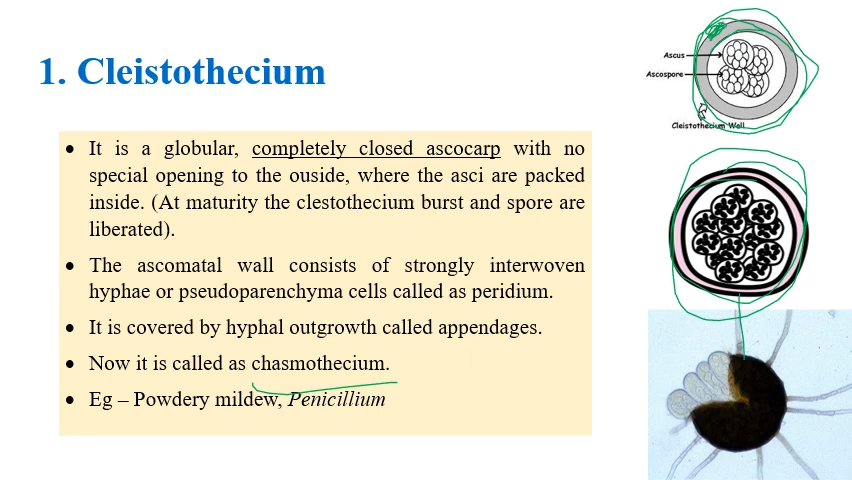 1. Cleistothecium
Ascus
Ascospore
Cleistothecium Wall
• It is a globular, completely closed ascocarp with no
special opening to the ouside, where the asci are packed
inside. (At maturity the clestothecium burst and spore are
liberated).
• The ascomatal wall consists of strongly interwoven
hyphae or pseudoparenchyma cells called as peridium.
• It is covered by hyphal outgrowth called appendages.
• Now it is called as chasmothecium.
• Eg – Powdery mildew, Penicillium